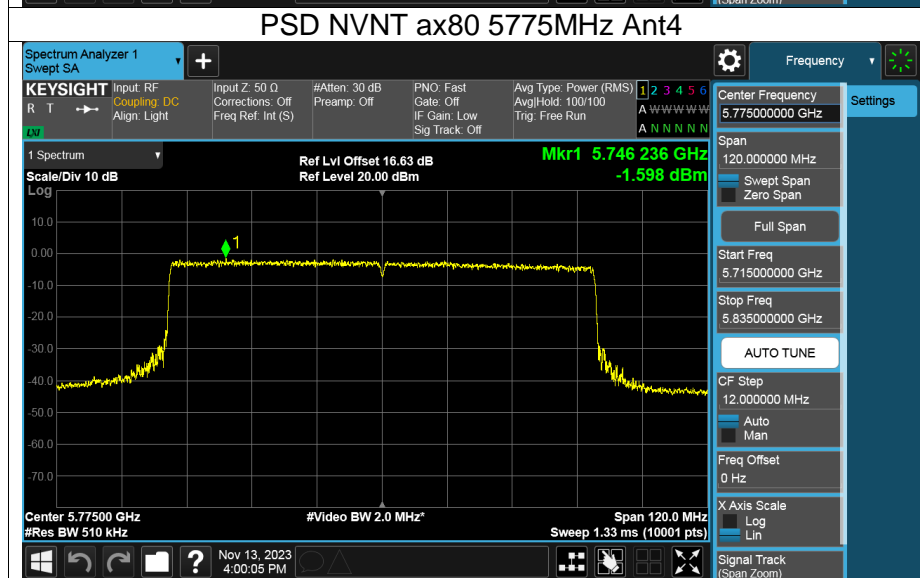 (Span Zoom)
PSD NVNT ax80 5775MHz Ant4
Spectrum Analyzer 1
Swept SA
+
Frequency
KEYSIGHT
R T
LXI
Input: RF
Coupling: DC
Align: Light
Input Z: 50 Ω
Corrections: Off
Freq Ref: Int (S)
#Atten: 30 dB
Preamp: Off
PNO: Fast
Gate: Off
IF Gain: Low
Sig Track: Off
Avg Type: Power (RMS)
Avg|Hold: 100/100
Trig: Free Run
1 2 3 4 5 6
A W W W W W
A N N N N N
Center Frequency
5.775000000 GHz
Settings
1 Spectrum
Scale/Div 10 dB
Ref Lvl Offset 16.63 dB
Ref Level 20.00 dBm
Mkr1 5.746 236 GHz
-1.598 dBm
Log
10.0
0.00
-10.0
-20.0
-30.0
-40.0
-50.0
-60.0
-70.0
1
Center 5.77500 GHz
#Res BW 510 kHz
#Video BW 2.0 MHz*
Span 120.0 MHz
Sweep 1.33 ms (10001 pts)
Span
120.000000 MHz
Swept Span
Zero Span
Full Span
Start Freq
5.715000000 GHz
Stop Freq
5.835000000 GHz
AUTO TUNE
CF Step
12.000000 MHz
Auto
Man
Freq Offset
0 Hz
X Axis Scale
Log
Lin
Signal Track
(Span Zoom)
?
Nov 13, 2023
4:00:05 PM